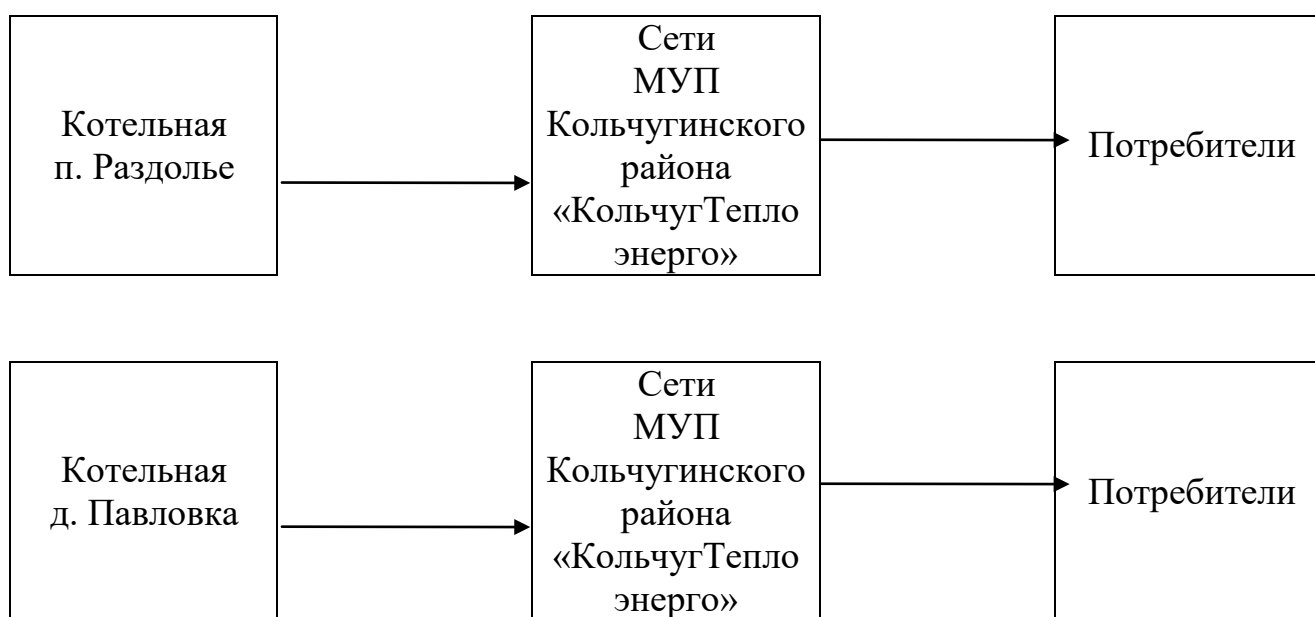 Котельная
п. Раздолье
Сети
МУП
Кольчугинского
района
«КольчугТепло
энерго»
Потребители
Котельная
д. Павловка
Сети
МУП
Кольчугинского
района
«КольчугТепло
энерго»
Потребители